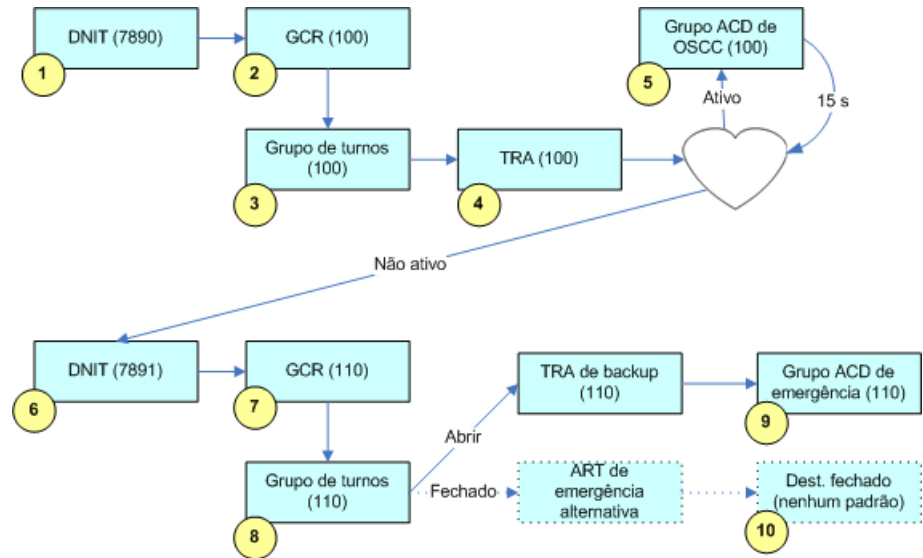 DNIT (7890)
1
GCR (100)
2
Grupo ACD de
OSCC (100)
5
Ativo
15 s
Grupo de turnos
(100)
3
TRA (100)
4
Não ativo
DNIT (7891)
6
GCR (110)
7
TRA de backup
(110)
Grupo ACD de
emergência (110)
9
Abrir
Grupo de turnos
(110)
8
Fechado
ART de
emergência
alternativa
Dest. fechado
(nenhum padrão)
10